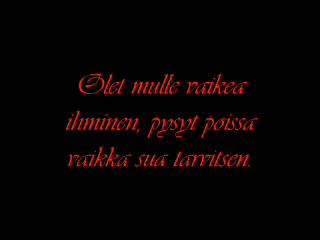 Olet mulle vaikea
ihminen, pysyt poissa
vaikka sua tarvitsen.